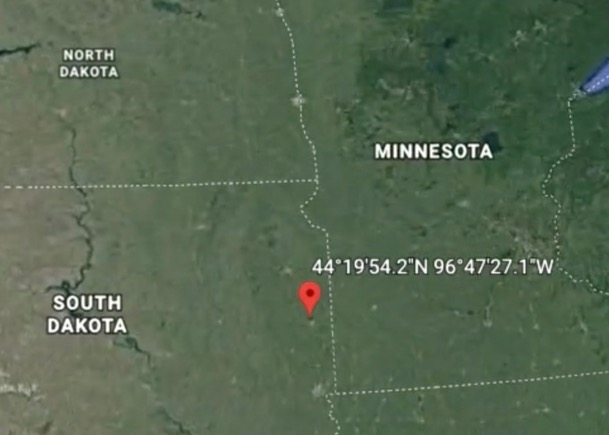 NORTH
DAKOTA
MINNESOTA
44°19'54.2"N 96°47'27.1"W
SOUTH
DAKOTA